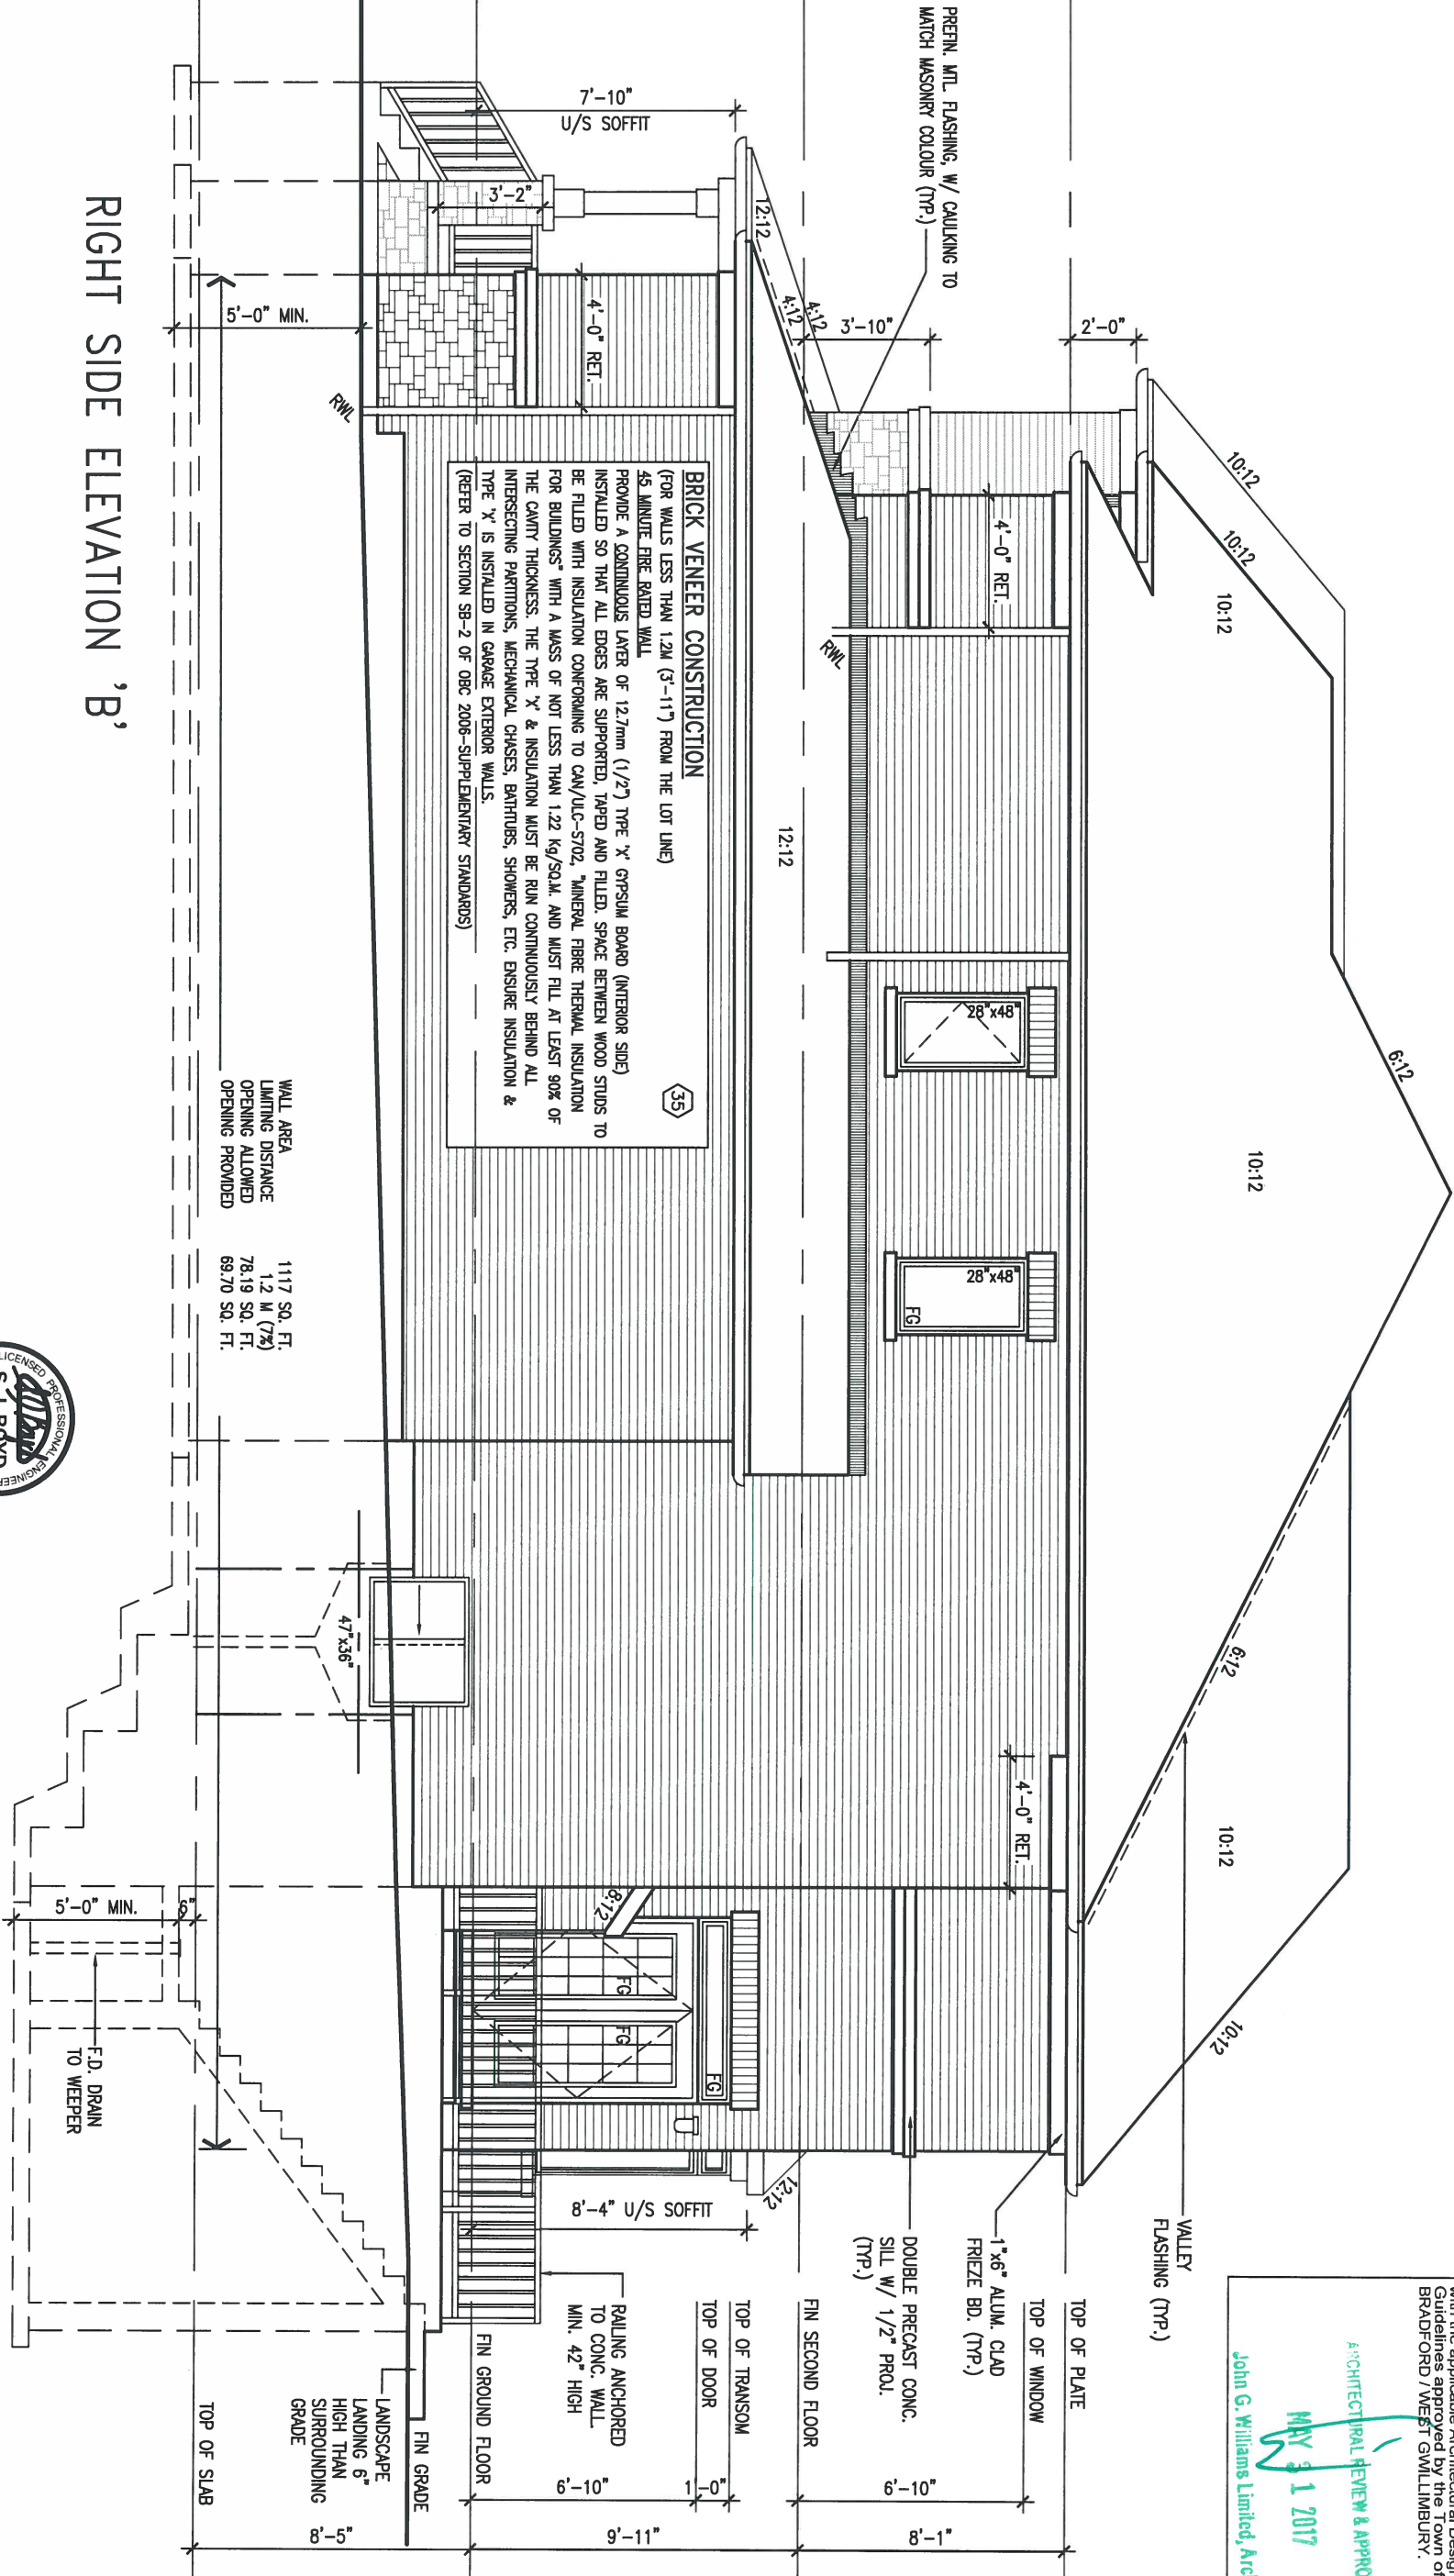 RIGHT SIDE ELEVATION 'B'
PREFIN. MTL. FLASHING, W/ CAULKING TO
MATCH MASONRY COLOUR (TYP.)
7'-10"
U/S SOFFIT
3'-2"
5'-0" MIN.
4'-0" RET.
RWL
12:12
4:12
4:12
3'-10"
2'-0"
4'-0" RET.
RWL
10:12
10:12
10:12
12:12
10:12
6:12
6:12
10:12
10:12
BRICK VENEER CONSTRUCTION
(FOR WALLS LESS THAN 1.2M (3'-11") FROM THE LOT LINE)
45 MINUTE FIRE RATED WALL
PROVIDE A CONTINUOUS LAYER OF 12.7mm (1/2") TYPE 'X' GYPSUM BOARD (INTERIOR SIDE)
INSTALLED SO THAT ALL EDGES ARE SUPPORTED, TAPED AND FILLED. SPACE BETWEEN WOOD STUDS TO
BE FILLED WITH INSULATION CONFORMING TO CAN/ULC-S702, "MINERAL FIBRE THERMAL INSULATION
FOR BUILDINGS" WITH A MASS OF NOT LESS THAN 1.22 Kg/SQ.M. AND MUST FILL AT LEAST 90% OF
THE CAVITY THICKNESS. THE TYPE 'X' & INSULATION MUST BE RUN CONTINUOUSLY BEHIND ALL
INTERSECTING PARTITIONS, MECHANICAL CHASES, BATHTUBS, SHOWERS, ETC. ENSURE INSULATION &
TYPE 'X' IS INSTALLED IN GARAGE EXTERIOR WALLS.
(REFER TO SECTION SB-2 OF OBC 2006-SUPPLEMENTARY STANDARDS)
35
28"x48"
28"x48"
FG
WALL AREA 1117 SQ. FT.
LIMITING DISTANCE 1.2 M (7%)
OPENING ALLOWED 78.19 SQ. FT.
OPENING PROVIDED 69.70 SQ. FT.
LICENSED PROFESSIONAL ENGINEER
S. J. BOYD
47"x36"
4'-0" RET.
8:12
FG
FG
FG
12:12
8'-4" U/S SOFFIT
5'-0" MIN.
6"
F.D. DRAIN
TO WEEPER
VALLEY
FLASHING (TYP.)
1"x6" ALUM. CLAD
FRIEZE BD. (TYP.)
DOUBLE PRECAST CONC.
SILL W/ 1/2" PROJ.
(TYP.)
RAILING ANCHORED
TO CONC. WALL.
MIN. 42" HIGH
LANDSCAPE
LANDING 6"
HIGH THAN
SURROUNDING
GRADE
TOP OF PLATE
TOP OF WINDOW
FIN SECOND FLOOR
TOP OF TRANSOM
TOP OF DOOR
FIN GROUND FLOOR
FIN GRADE
TOP OF SLAB
6'-10"
1'-0"
6'-10"
8'-5"
9'-11"
8'-1"
Guidelines approved by the Town of
BRADFORD / WEST GWILLIMBURY.
ARCHITECTURAL REVIEW & APPRO
MAY 31 2017
John G. Williams Limited, Arc